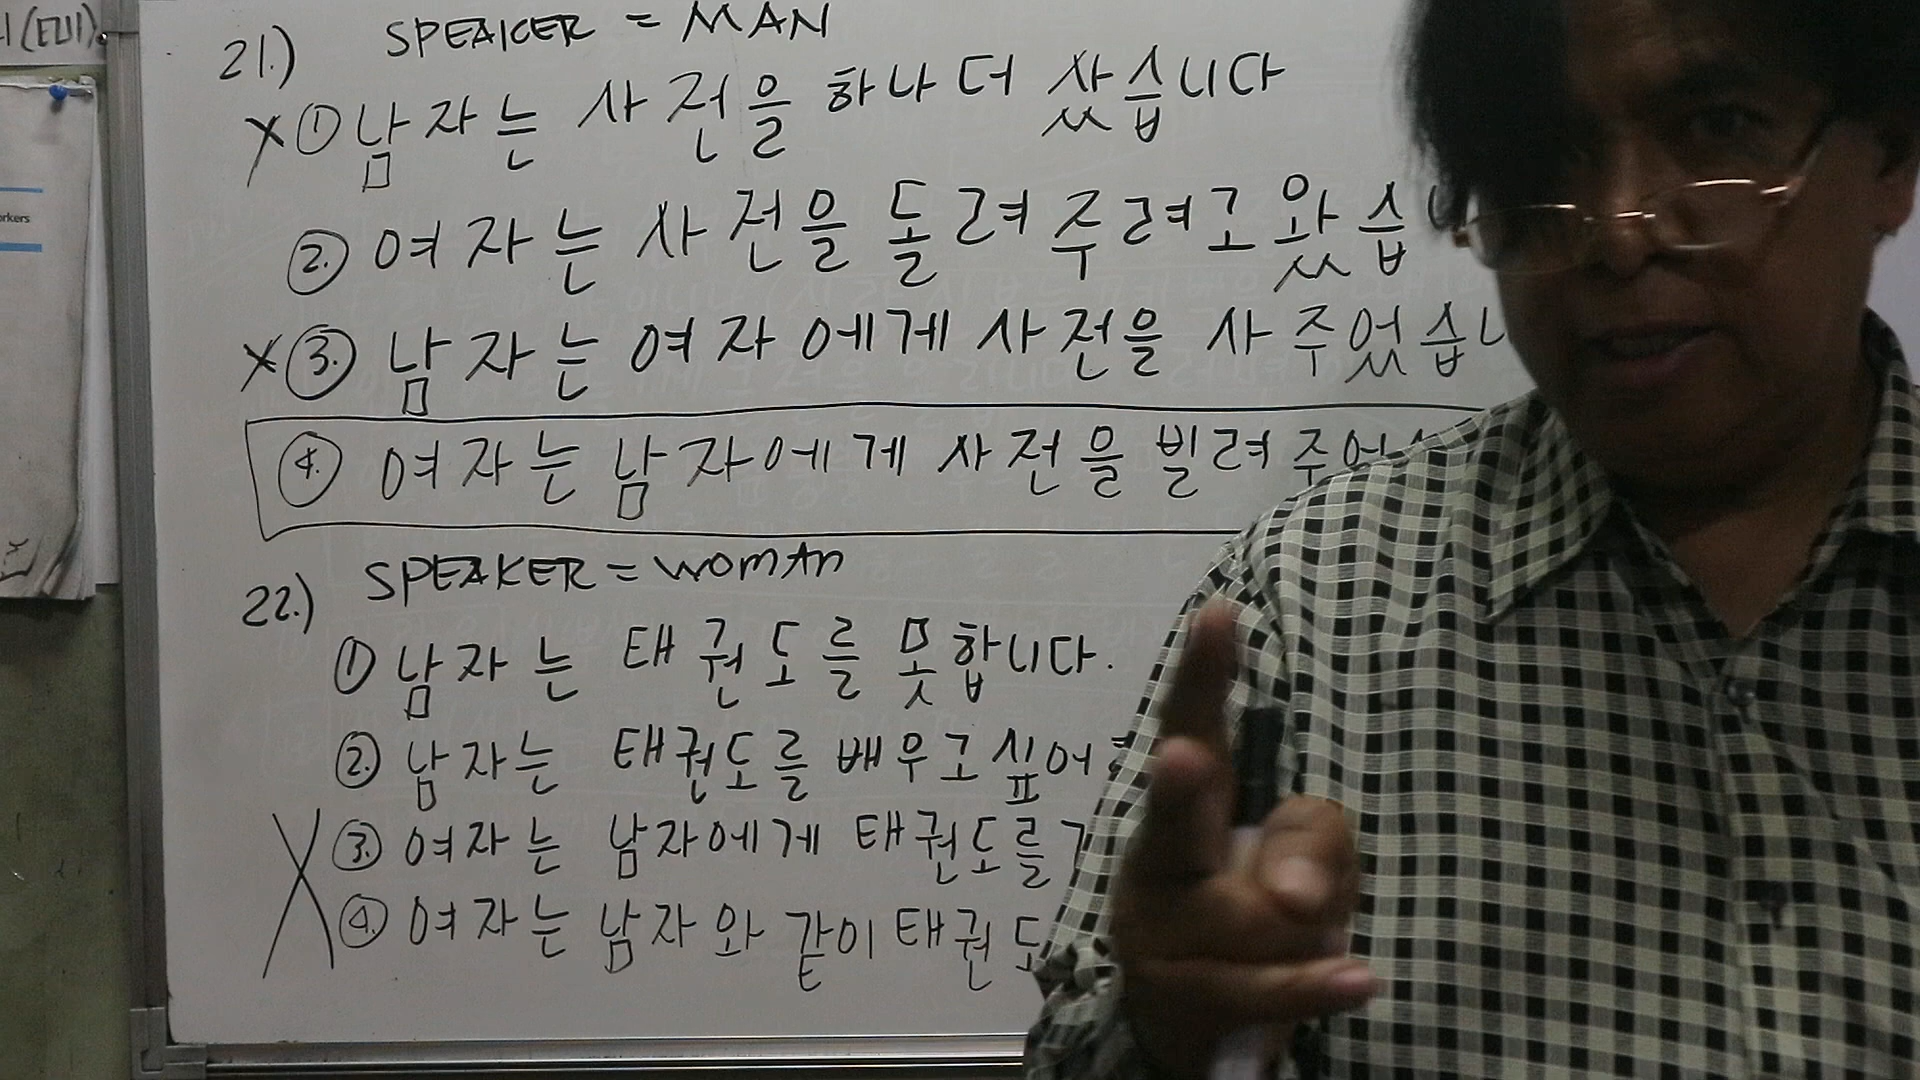 21.) SPEAKER = MAN
X ① 남자는 사전을 하나 더 샀습니다
②. 여자는 사전을 돌려 주려고 왔습
X ③. 남자는 여자에게 사전을 사 주었습니
④. 여자는 남자에게 사전을 빌려 주었
22.) SPEAKER = WOMAN
① 남자는 태권도를 못합니다.
②. 남자는 태권도를 배우고 싶어
X ③. 여자는 남자에게 태권도를
④. 여자는 남자와 같이 태권도
orkers